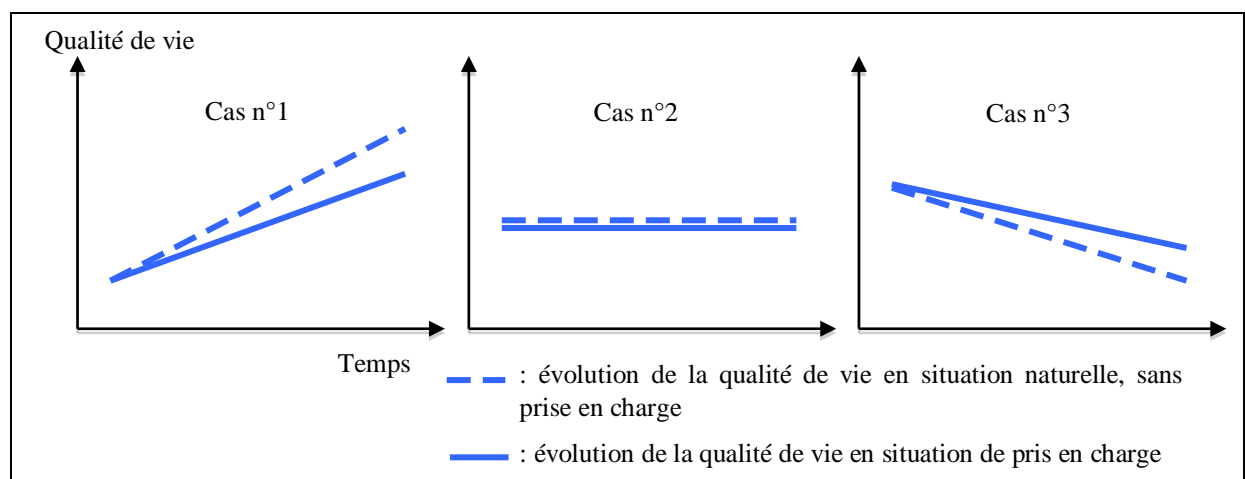 Qualité de vie
Cas n°1
Cas n°2
Cas n°3
Temps
: évolution de la qualité de vie en situation naturelle, sans
prise en charge
: évolution de la qualité de vie en situation de pris en charge